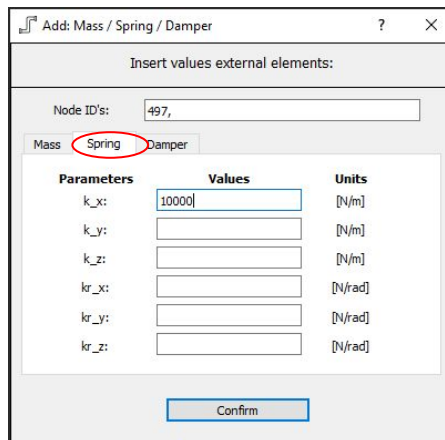 Add: Mass / Spring / Damper ? ×
Insert values external elements:
Node ID's: 497,
Mass Spring Damper
Parameters Values Units
k_x: 10000 [N/m]
k_y: [N/m]
k_z: [N/m]
kr_x: [N/rad]
kr_y: [N/rad]
kr_z: [N/rad]
Confirm